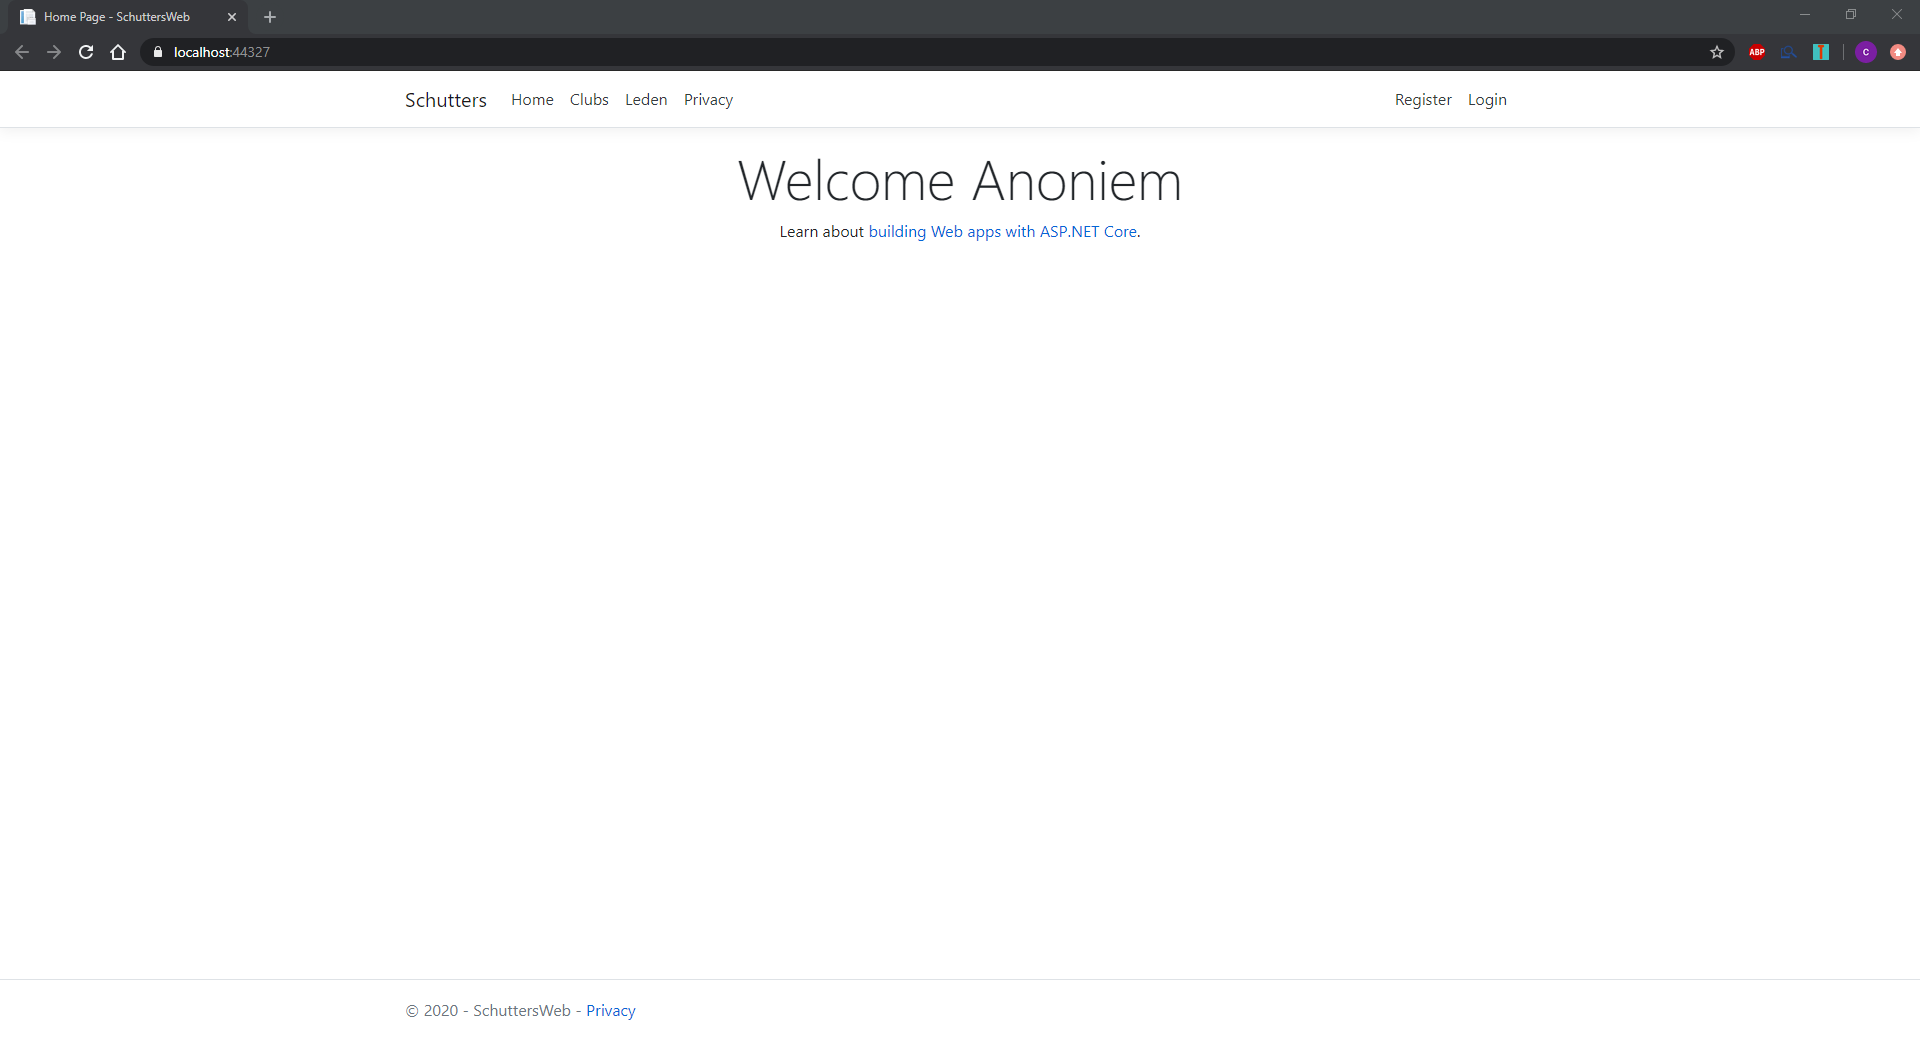 Home Page - SchuttersWeb
localhost:44327
ABP
C
Schutters Home Clubs Leden Privacy Register Login
Welcome Anoniem
Learn about building Web apps with ASP.NET Core.
© 2020 - SchuttersWeb - Privacy